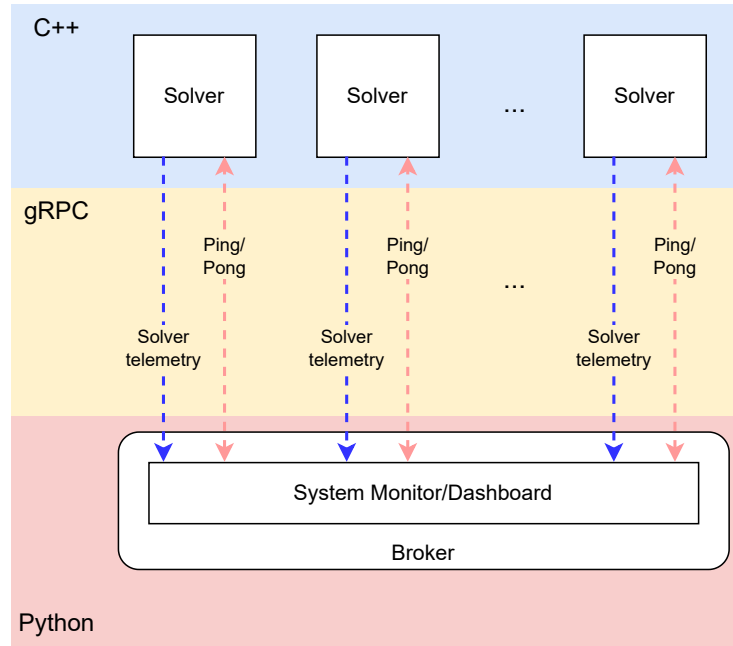 C++
Solver
Solver
...
Solver
gRPC
Ping/
Pong
Ping/
Pong
...
Ping/
Pong
Solver
telemetry
Solver
telemetry
Solver
telemetry
System Monitor/Dashboard
Broker
Python